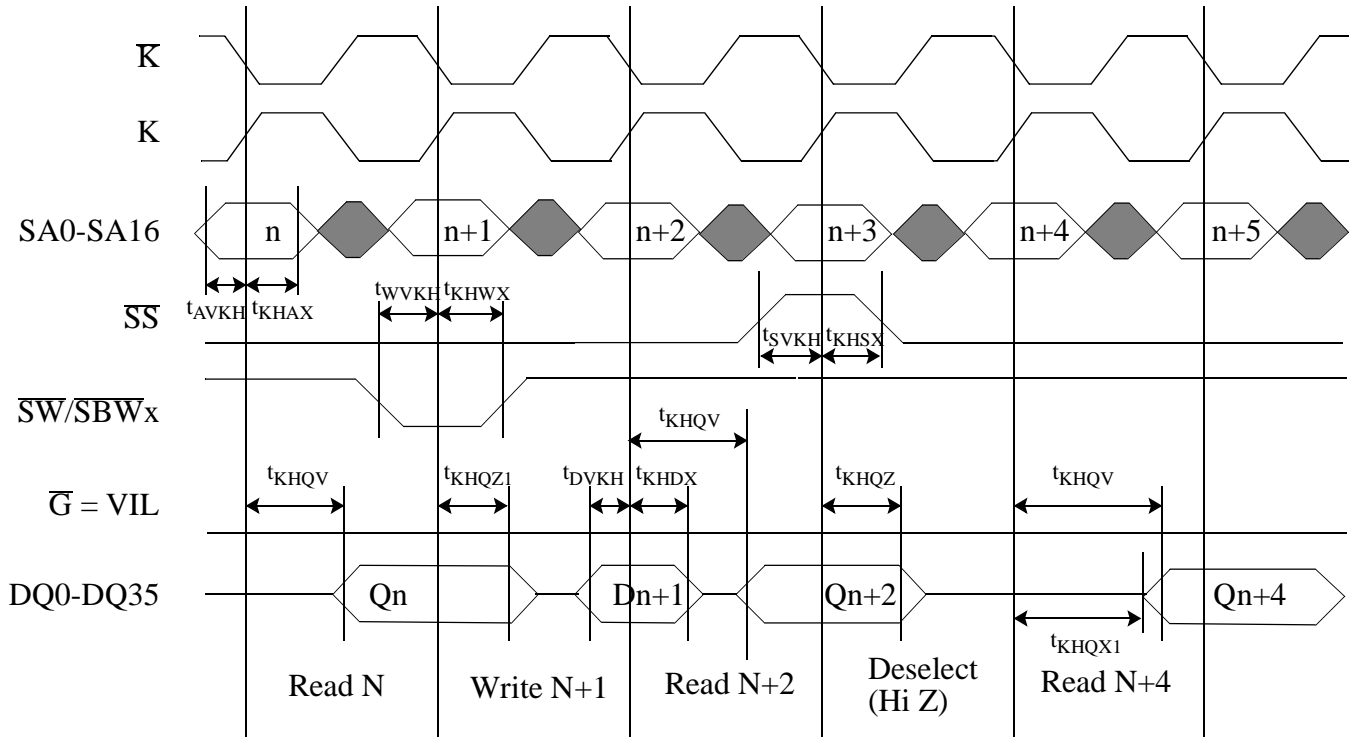 K̅
K
SA0-SA16 n n+1 n+2 n+3 n+4 n+5
tAVKH tKHAX tWVKH tKHWX
S̅S̅ tSVKH tKHSX
S̅W̅/S̅B̅W̅x
tKHQV
tKHQV tKHQZ1 tDVKH tKHDX tKHQZ tKHQV
G̅ = VIL
DQ0-DQ35 Qn Dn+1 Qn+2 Qn+4
tKHQX1
Read N Write N+1 Read N+2 Deselect Read N+4
(Hi Z)